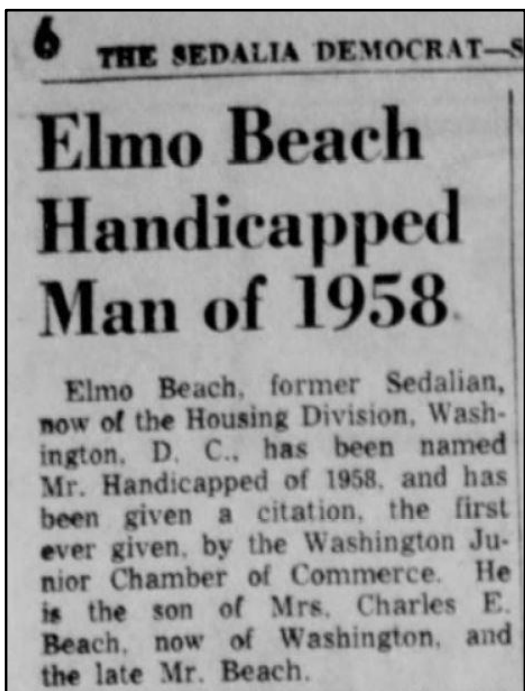 6 THE SEDALIA DEMOCRAT—S
Elmo Beach
Handicapped
Man of 1958
Elmo Beach, former Sedalian,
now of the Housing Division, Wash-
ington, D. C., has been named
Mr. Handicapped of 1958, and has
been given a citation, the first
ever given, by the Washington Ju-
nior Chamber of Commerce. He
is the son of Mrs. Charles E.
Beach, now of Washington, and
the late Mr. Beach.